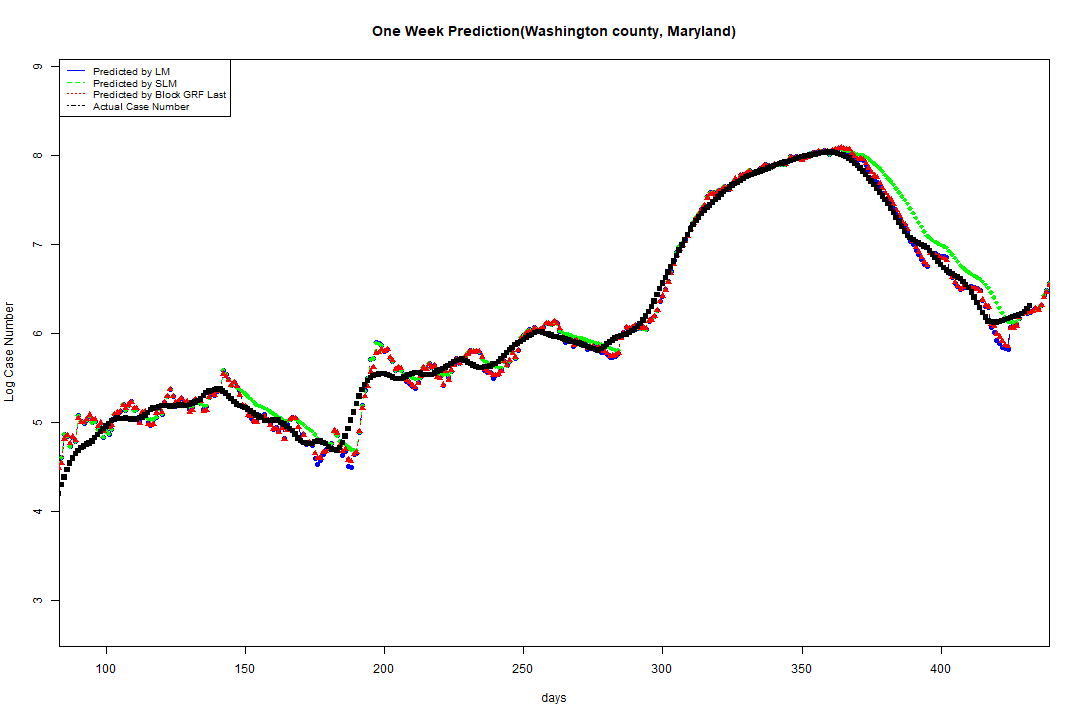 One Week Prediction(Washington county, Maryland)
Predicted by LM
Predicted by SLM
Predicted by Block GRF Last
Actual Case Number
9
8
7
6
5
4
3
Log Case Number
100 150 200 250 300 350 400
days